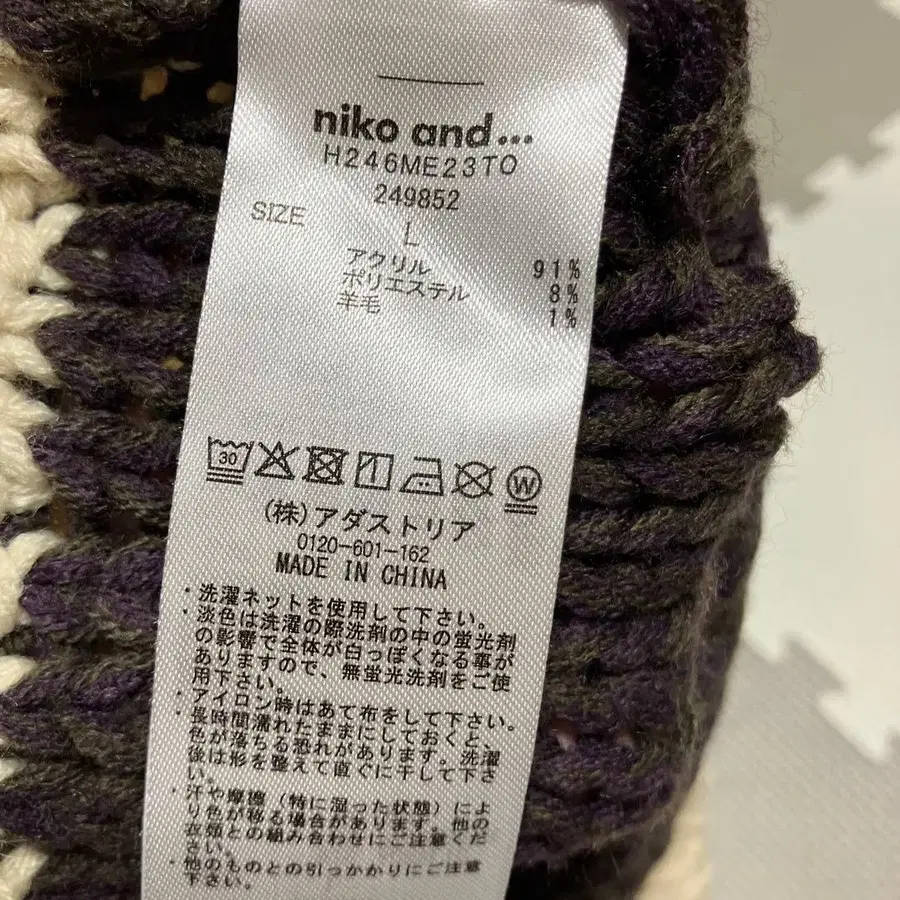 niko and...
H246ME23TO
249852
SIZE L
アクリル 91%
ポリエステル 8%
羊毛 1%
30
W
(株)アダストリア
0120-601-162
MADE IN CHINA
・洗濯ネットを使用して下さい。
・淡色は洗濯の際洗剤の中の蛍光剤
の影響で全体が白っぽくなる事が
ありますので、無蛍光洗剤をご使
用下さい。
・アイロン時はあて布をして下さい。
・長時間濡れたままにしておくと、
色が落ちる恐れがあります。洗濯
後は形を整えて直ぐに干して下さ
い。
・汗や摩擦（特に湿った状態）によ
り色が移る場合があります。他の
衣類との組み合わせにご注意くだ
さい。
・他のものとの引っかかりにご注意
下さい。